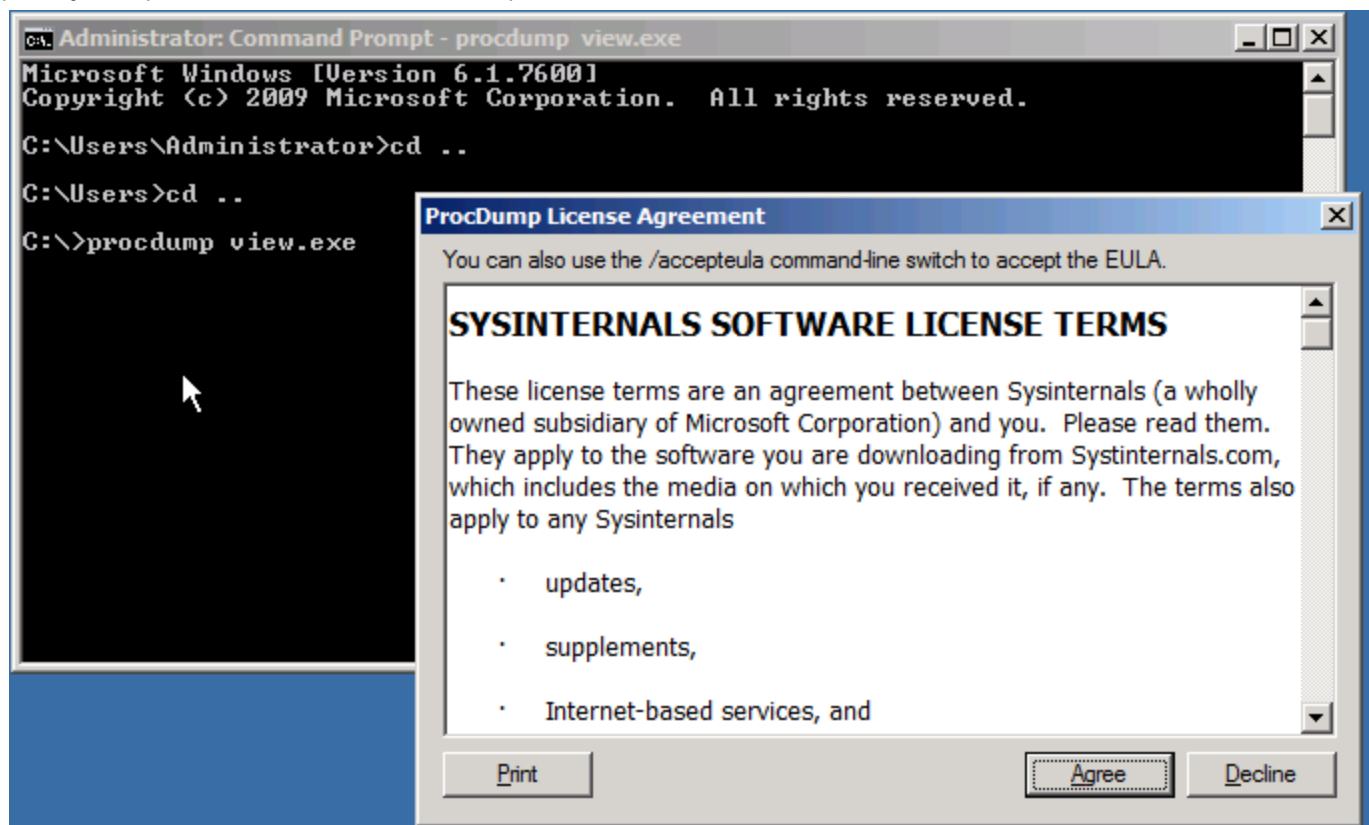 Administrator: Command Prompt - procdump view.exe
Microsoft Windows [Version 6.1.7600]
Copyright (c) 2009 Microsoft Corporation.  All rights reserved.
C:\Users\Administrator>cd ..
C:\Users>cd ..
C:\>procdump view.exe
ProcDump License Agreement
You can also use the /accepteula command-line switch to accept the EULA.
SYSINTERNALS SOFTWARE LICENSE TERMS
These license terms are an agreement between Sysinternals (a wholly
owned subsidiary of Microsoft Corporation) and you.  Please read them.
They apply to the software you are downloading from Systinternals.com,
which includes the media on which you received it, if any.  The terms also
apply to any Sysinternals
· updates,
· supplements,
· Internet-based services, and
Print
Agree
Decline